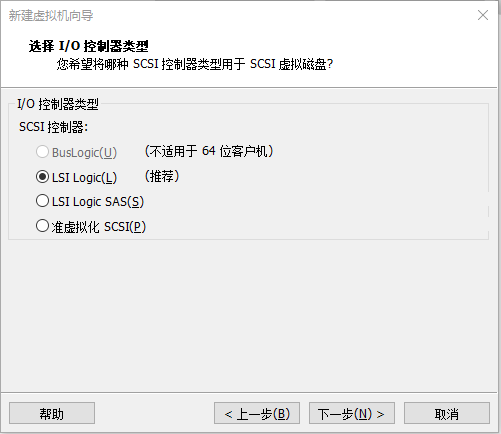 新建虚拟机向导
选择 I/O 控制器类型
您希望将哪种 SCSI 控制器类型用于 SCSI 虚拟磁盘?
I/O 控制器类型
SCSI 控制器:
BusLogic(U) (不适用于 64 位客户机)
LSI Logic(L) (推荐)
LSI Logic SAS(S)
准虚拟化 SCSI(P)
帮助 < 上一步(B) 下一步(N) > 取消